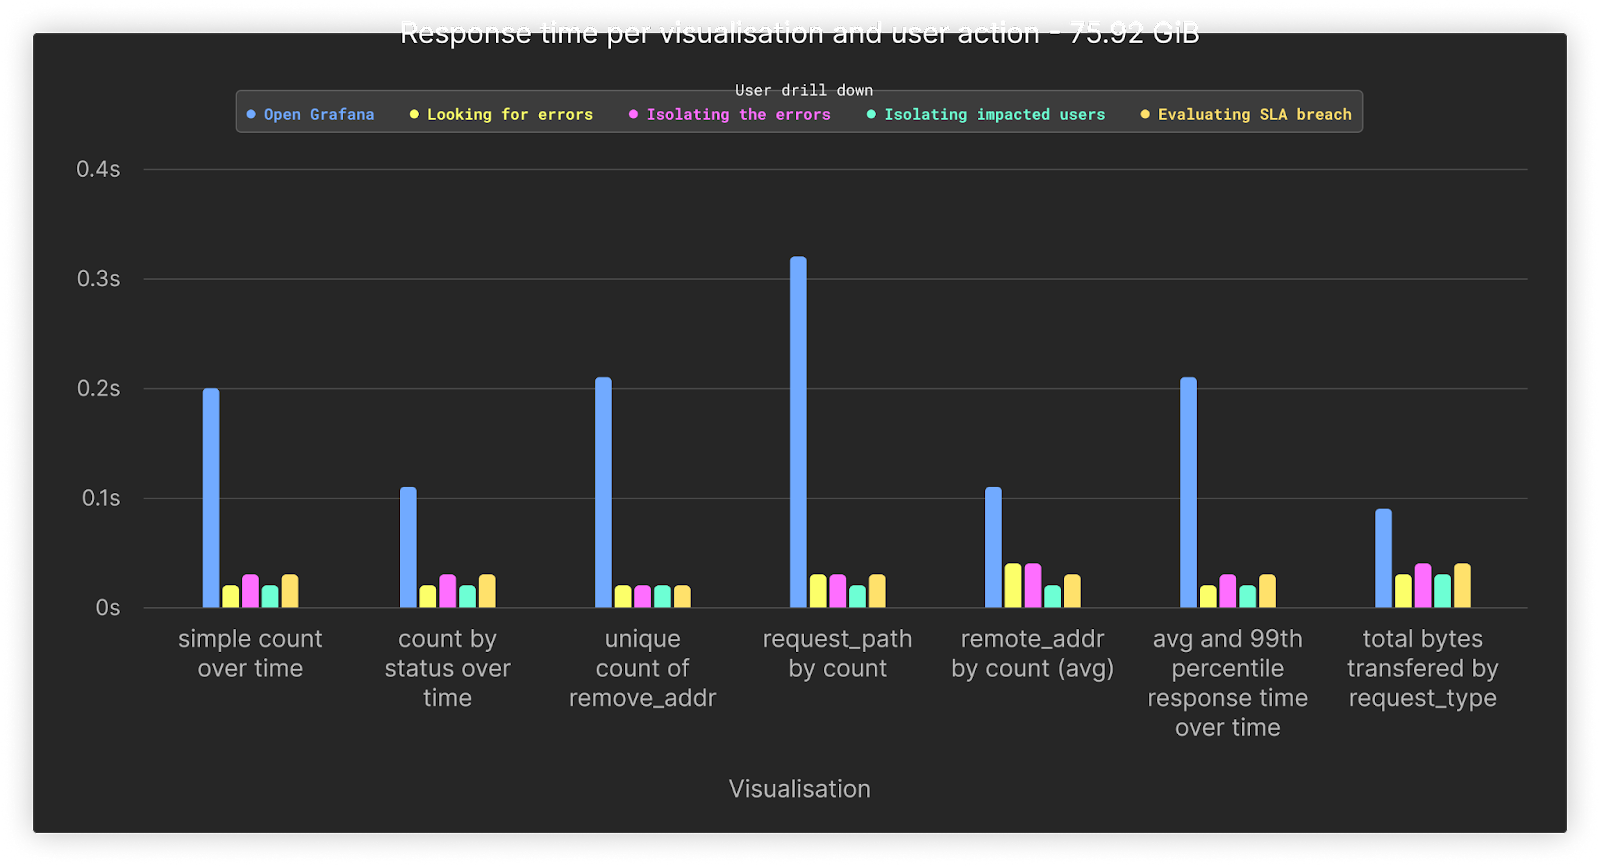 Response time per visualisation and user action - 75.92 GiB
User drill down
Open Grafana Looking for errors Isolating the errors Isolating impacted users Evaluating SLA breach
0.4s
0.3s
0.2s
0.1s
0s
simple count
over time
count by
status over
time
unique
count of
remove_addr
request_path
by count
remote_addr
by count (avg)
avg and 99th
percentile
response time
over time
total bytes
transfered by
request_type
Visualisation